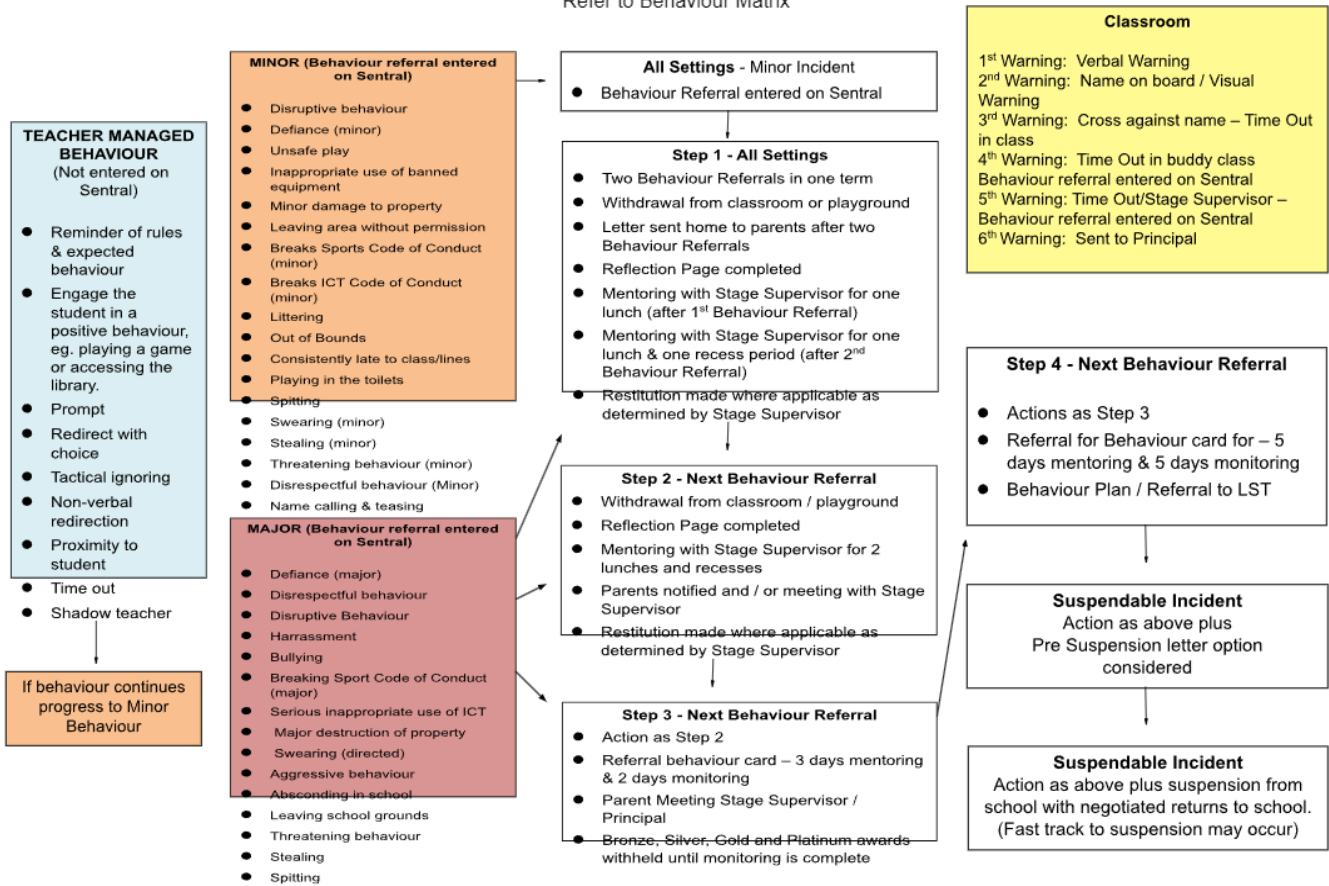 Refer to Behaviour Matrix
TEACHER MANAGED
BEHAVIOUR
(Not entered on
Sentral)
● Reminder of rules
& expected
behaviour
● Engage the
student in a
positive behaviour,
eg. playing a game
or accessing the
library.
● Prompt
● Redirect with
choice
● Tactical ignoring
● Non-verbal
redirection
● Proximity to
student
● Time out
● Shadow teacher
If behaviour continues
progress to Minor
Behaviour
MINOR (Behaviour referral entered
on Sentral)
● Disruptive behaviour
● Defiance (minor)
● Unsafe play
● Inappropriate use of banned
equipment
● Minor damage to property
● Leaving area without permission
● Breaks Sports Code of Conduct
(minor)
● Breaks ICT Code of Conduct
(minor)
● Littering
● Out of Bounds
● Consistently late to class/lines
● Playing in the toilets
● Spitting
● Swearing (minor)
● Stealing (minor)
● Threatening behaviour (minor)
● Disrespectful behaviour (Minor)
● Name calling & teasing
MAJOR (Behaviour referral entered
on Sentral)
● Defiance (major)
● Disrespectful behaviour
● Disruptive Behaviour
● Harrassment
● Bullying
● Breaking Sport Code of Conduct
(major)
● Serious inappropriate use of ICT
● Major destruction of property
● Swearing (directed)
● Aggressive behaviour
● Absconding in school
● Leaving school grounds
● Threatening behaviour
● Stealing
● Spitting
All Settings - Minor Incident
● Behaviour Referral entered on Sentral
Step 1 - All Settings
● Two Behaviour Referrals in one term
● Withdrawal from classroom or playground
● Letter sent home to parents after two
Behaviour Referrals
● Reflection Page completed
● Mentoring with Stage Supervisor for one
lunch (after 1st Behaviour Referral)
● Mentoring with Stage Supervisor for one
lunch & one recess period (after 2nd
Behaviour Referral)
● Restitution made where applicable as
determined by Stage Supervisor
Step 2 - Next Behaviour Referral
● Withdrawal from classroom / playground
● Reflection Page completed
● Mentoring with Stage Supervisor for 2
lunches and recesses
● Parents notified and / or meeting with Stage
Supervisor
● Restitution made where applicable as
determined by Stage Supervisor
Step 3 - Next Behaviour Referral
● Action as Step 2
● Referral behaviour card – 3 days mentoring
& 2 days monitoring
● Parent Meeting Stage Supervisor /
Principal
● Bronze, Silver, Gold and Platinum awards
withheld until monitoring is complete
Classroom
1st Warning: Verbal Warning
2nd Warning: Name on board / Visual
Warning
3rd Warning: Cross against name – Time Out
in class
4th Warning: Time Out in buddy class
Behaviour referral entered on Sentral
5th Warning: Time Out/Stage Supervisor –
Behaviour referral entered on Sentral
6th Warning: Sent to Principal
Step 4 - Next Behaviour Referral
● Actions as Step 3
● Referral for Behaviour card for – 5
days mentoring & 5 days monitoring
● Behaviour Plan / Referral to LST
Suspendable Incident
Action as above plus
Pre Suspension letter option
considered
Suspendable Incident
Action as above plus suspension from
school with negotiated returns to school.
(Fast track to suspension may occur)